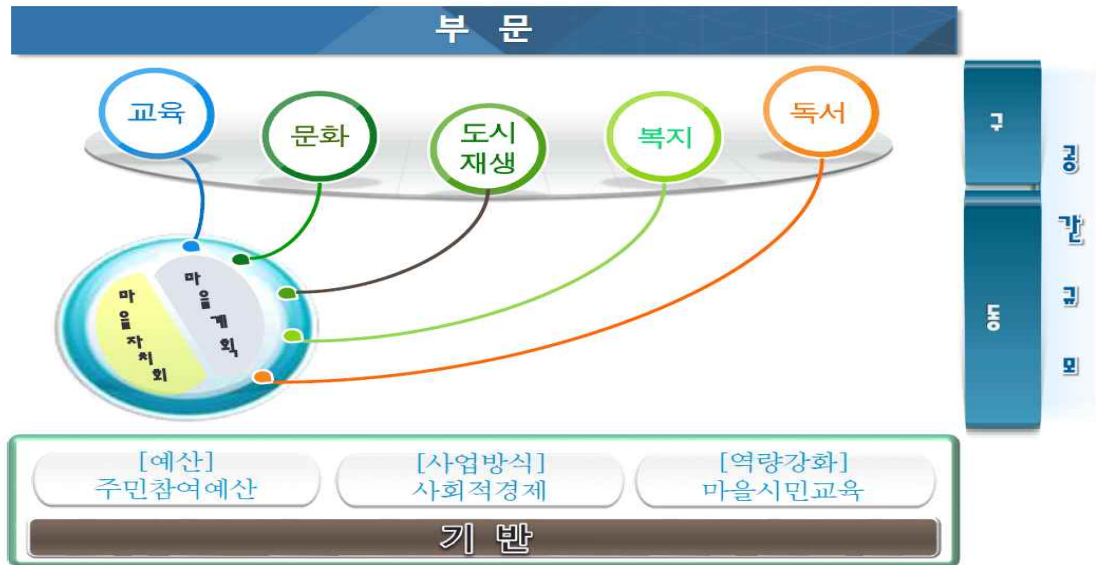 부 문
교육
문화
도시
재생
복지
독서
마을자치회
마을계획
구
동
공간규모
[예산]
주민참여예산
[사업방식]
사회적경제
[역량강화]
마을시민교육
기 반